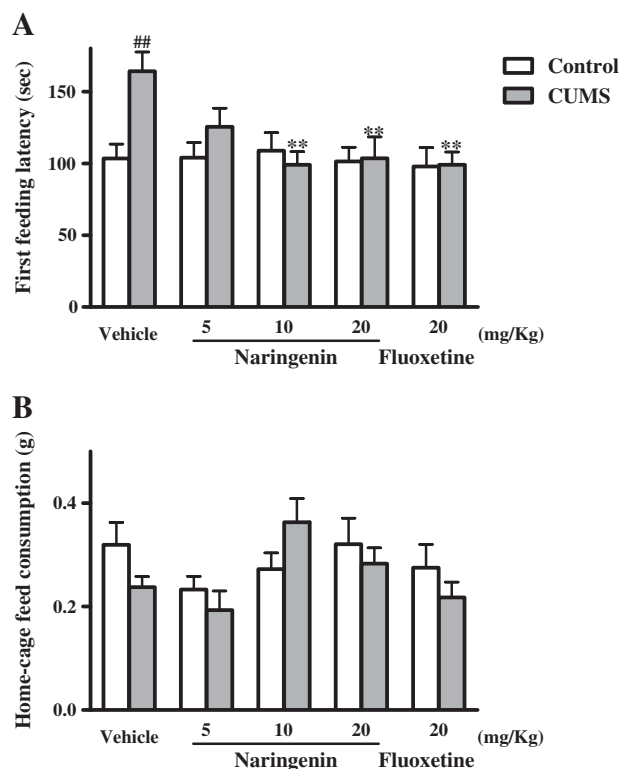 A
First feeding latency (sec)
150
100
50
0
##
**
**
**
Control
CUMS
Vehicle
5 10 20 20 (mg/Kg)
Naringenin Fluoxetine
B
Home-cage feed consumption (g)
0.4
0.2
0.0
Vehicle
5 10 20 20 (mg/Kg)
Naringenin Fluoxetine